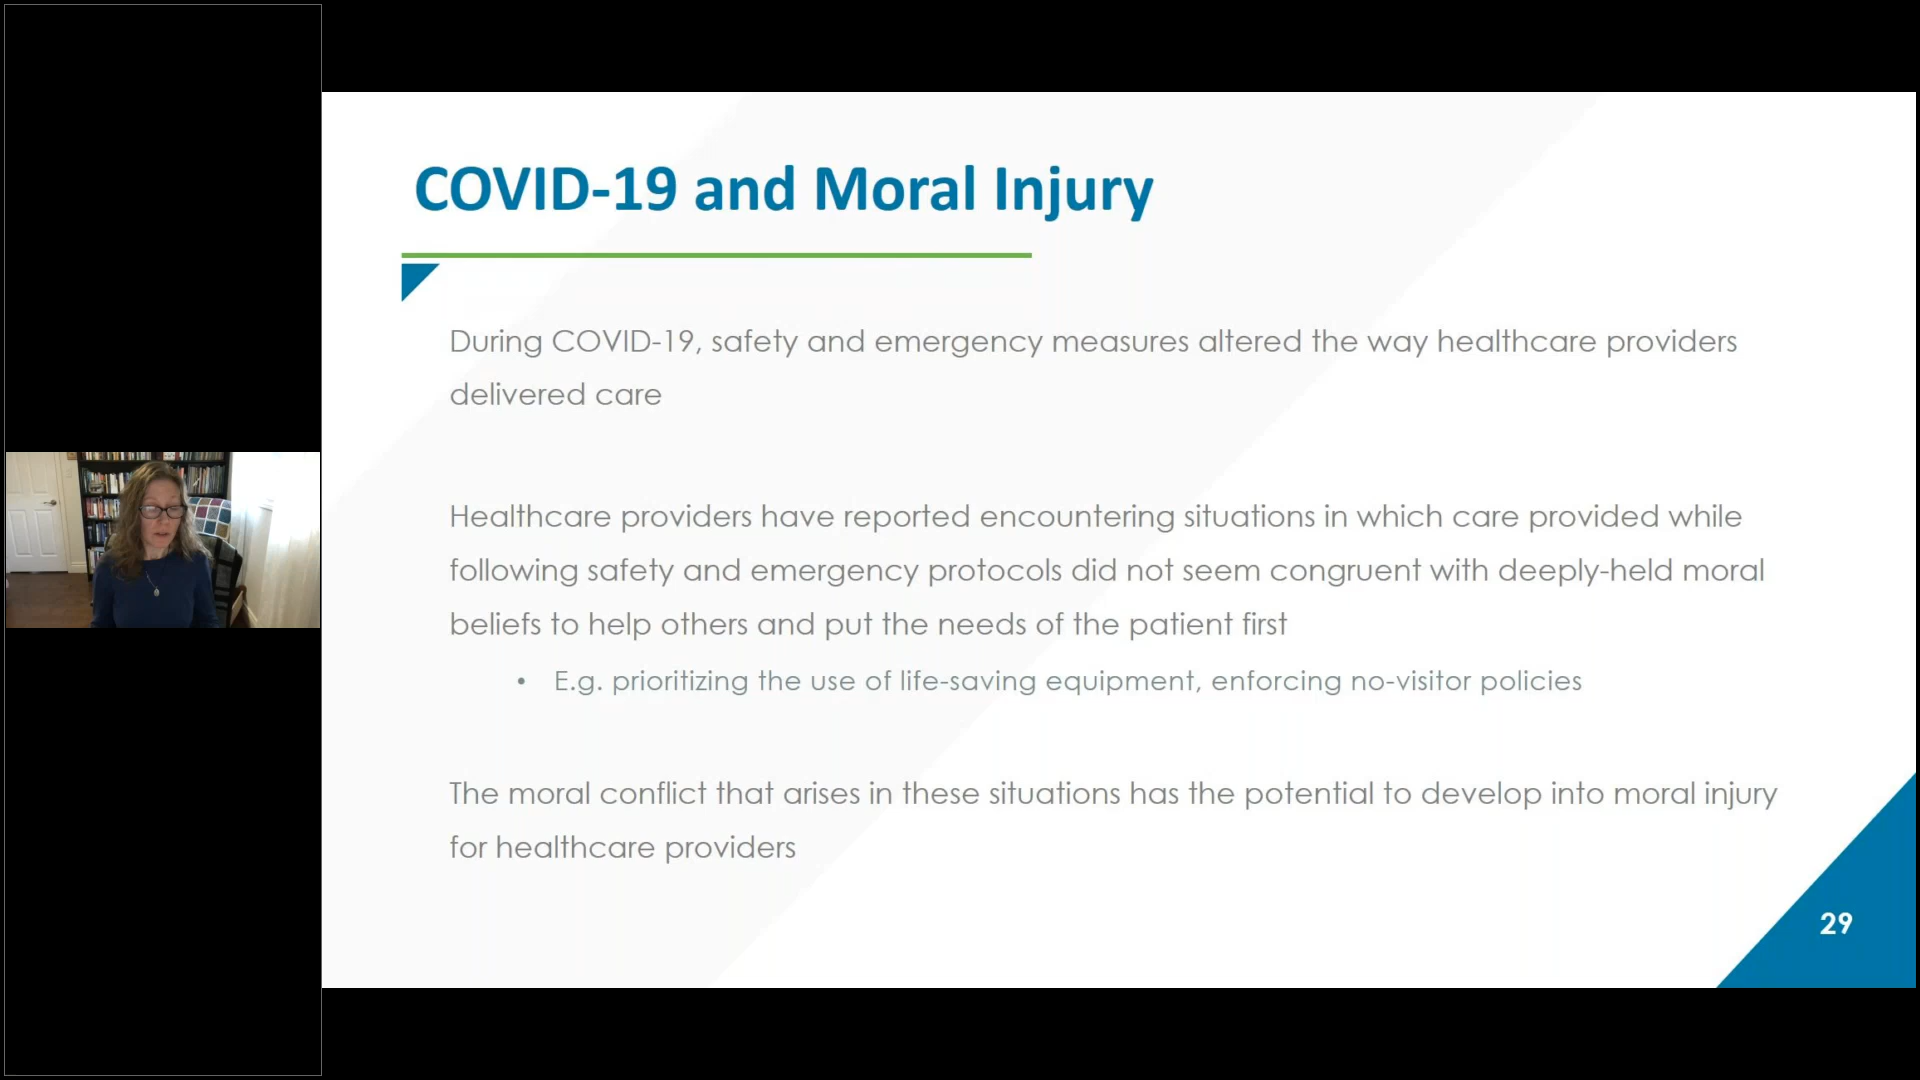 COVID-19 and Moral Injury
During COVID-19, safety and emergency measures altered the way healthcare providers
delivered care
Healthcare providers have reported encountering situations in which care provided while
following safety and emergency protocols did not seem congruent with deeply-held moral
beliefs to help others and put the needs of the patient first
• E.g. prioritizing the use of life-saving equipment, enforcing no-visitor policies
The moral conflict that arises in these situations has the potential to develop into moral injury
for healthcare providers
29